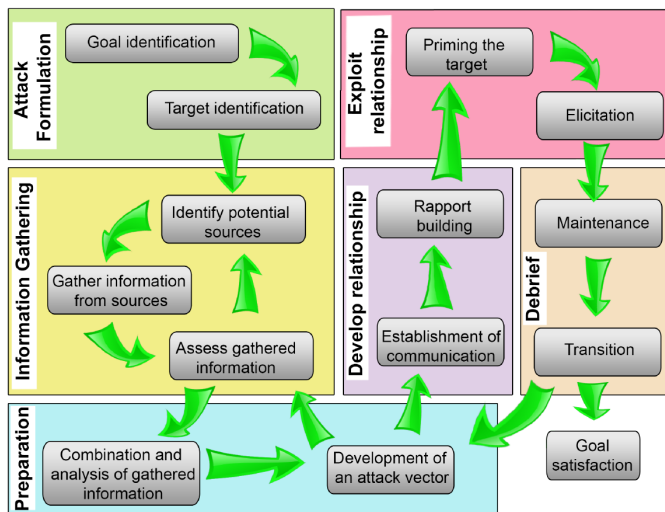 Attack
Formulation
Goal identification
Target identification
Exploit
relationship
Priming the
target
Elicitation
Information Gathering
Identify potential
sources
Gather information
from sources
Assess gathered
information
Develop relationship
Rapport
building
Establishment of
communication
Debrief
Maintenance
Transition
Preparation
Combination and
analysis of gathered
information
Development of
an attack vector
Goal
satisfaction